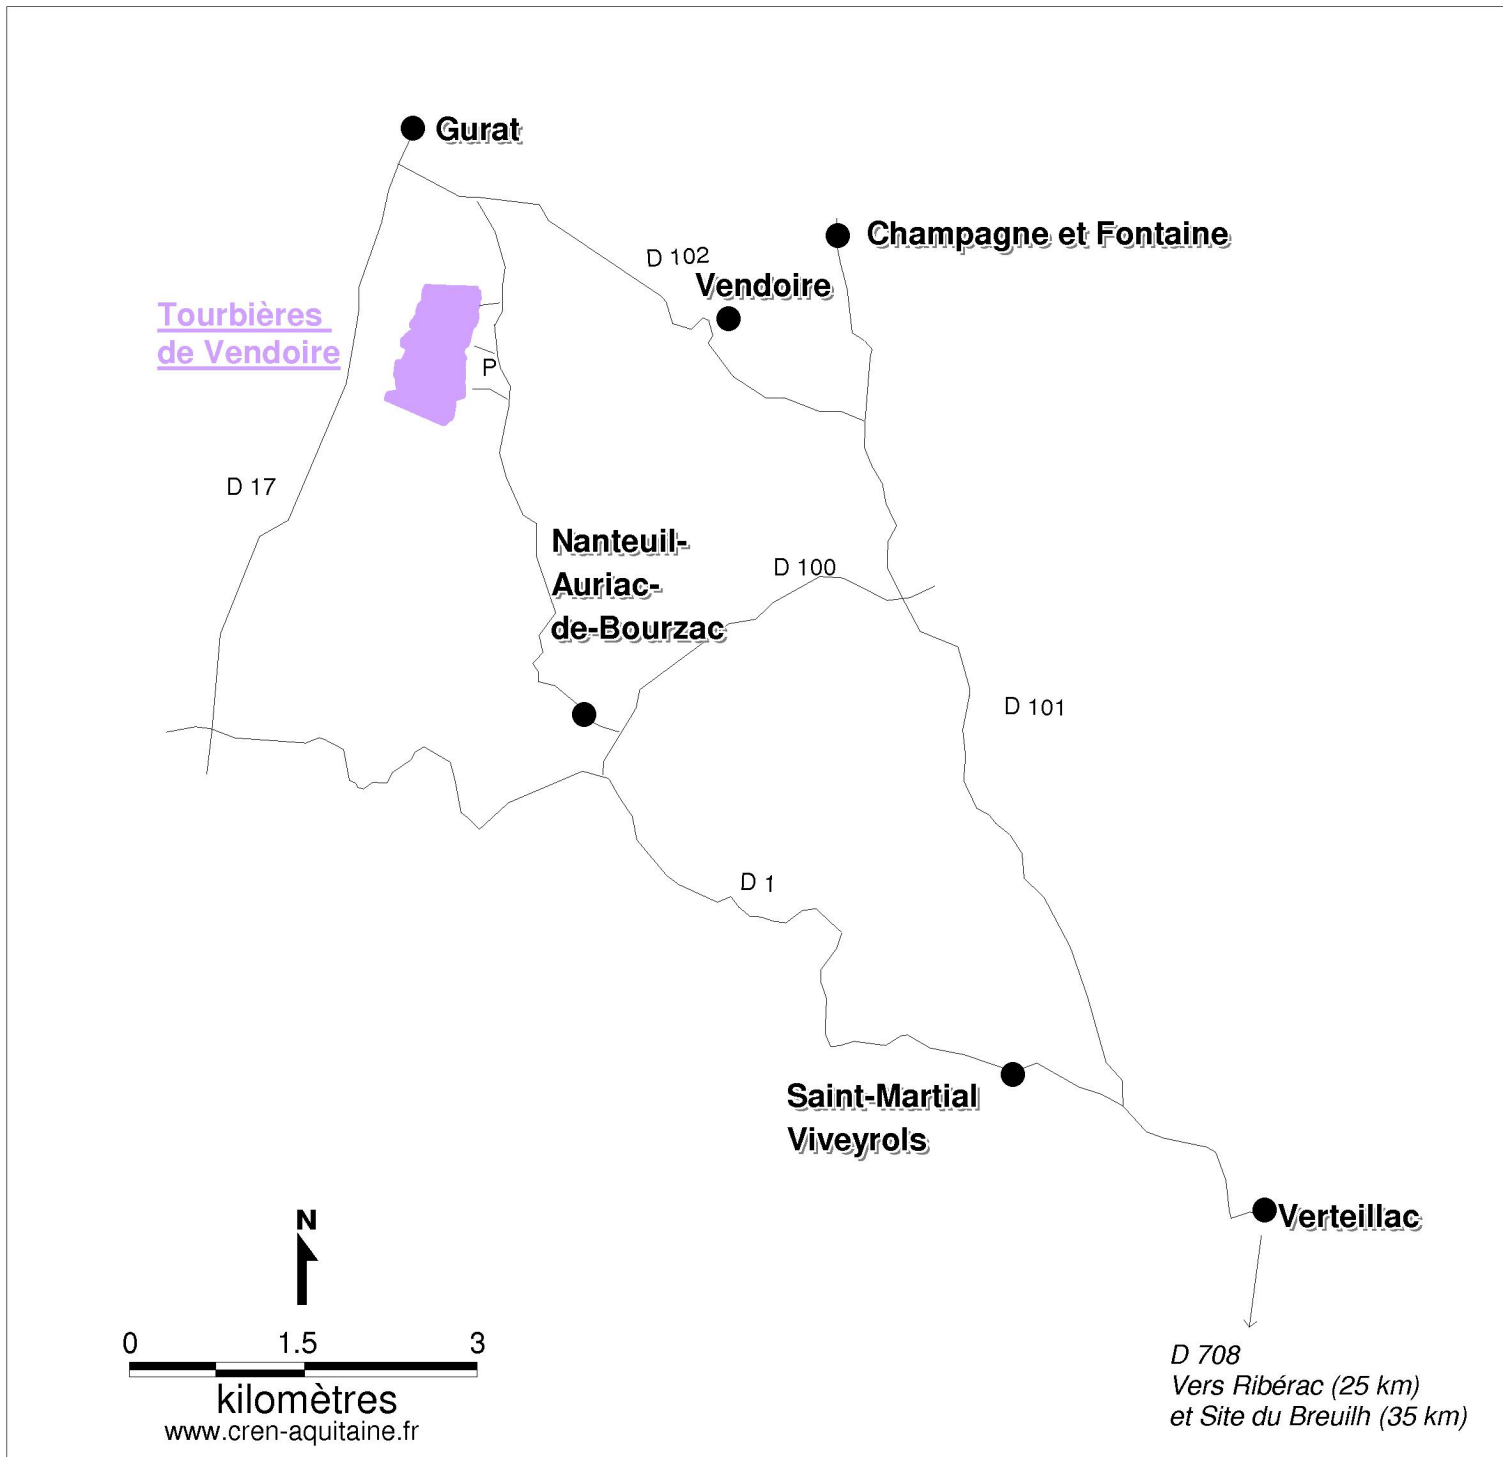 Gurat
Champagne et Fontaine
D 102
Vendoire
Tourbières
de Vendoire
P
D 17
Nanteuil-
Auriac-
de-Bourzac
D 100
D 101
D 1
Saint-Martial
Viveyrols
Verteillac
N
0 1.5 3
kilomètres
www.cren-aquitaine.fr
D 708
Vers Ribérac (25 km)
et Site du Breuilh (35 km)